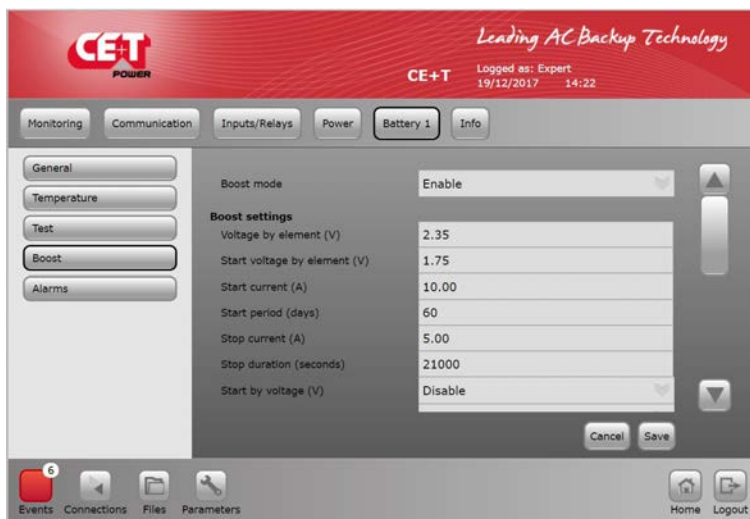 CE+T
POWER
Leading AC Backup Technology
CE+T
Logged as: Expert
19/12/2017 14:22
Monitoring Communication Inputs/Relays Power Battery 1 Info
General
Temperature
Test
Boost
Alarms
Boost mode Enable
Boost settings
Voltage by element (V) 2.35
Start voltage by element (V) 1.75
Start current (A) 10.00
Start period (days) 60
Stop current (A) 5.00
Stop duration (seconds) 21000
Start by voltage (V) Disable
Cancel Save
6
Events Connections Files Parameters Home Logout